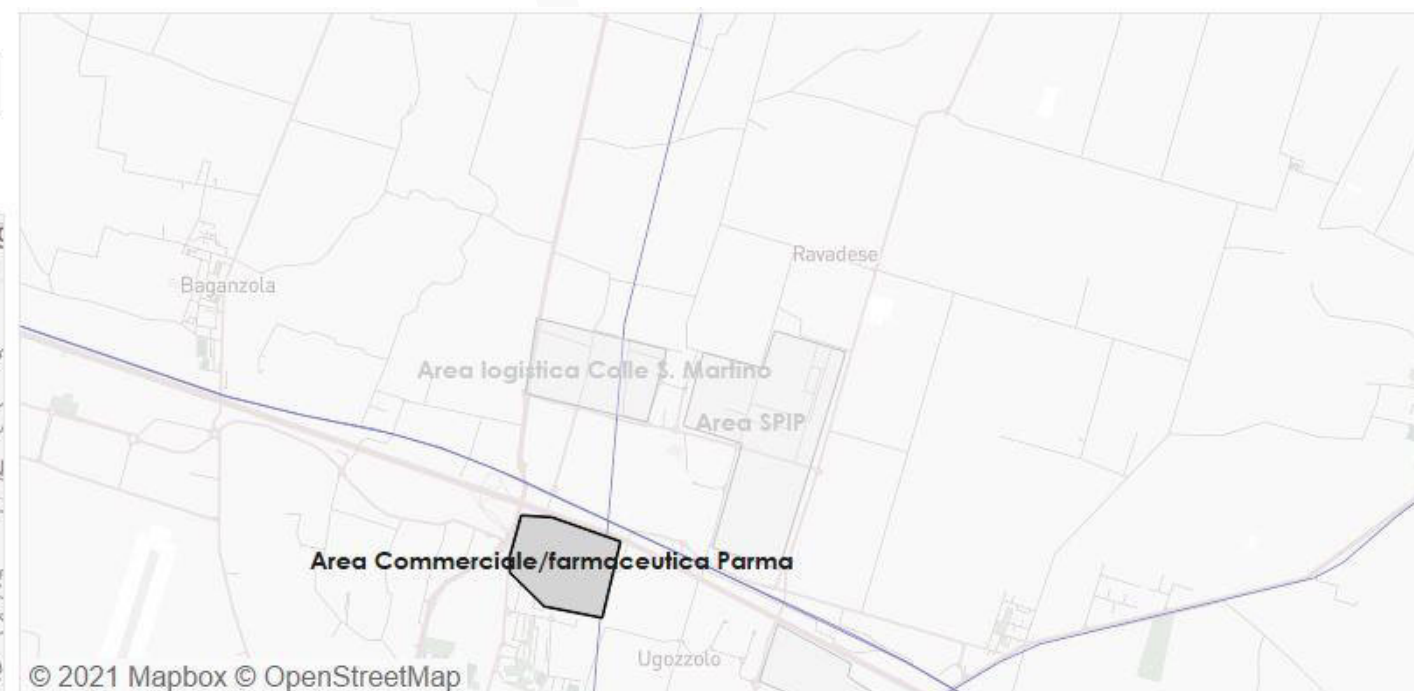 Ravadese
Baganzola
Area logistica Colle S. Martino
Area SPIP
Area Commerciale/farmaceutica Parma
Ugozzolo
© 2021 Mapbox © OpenStreetMap